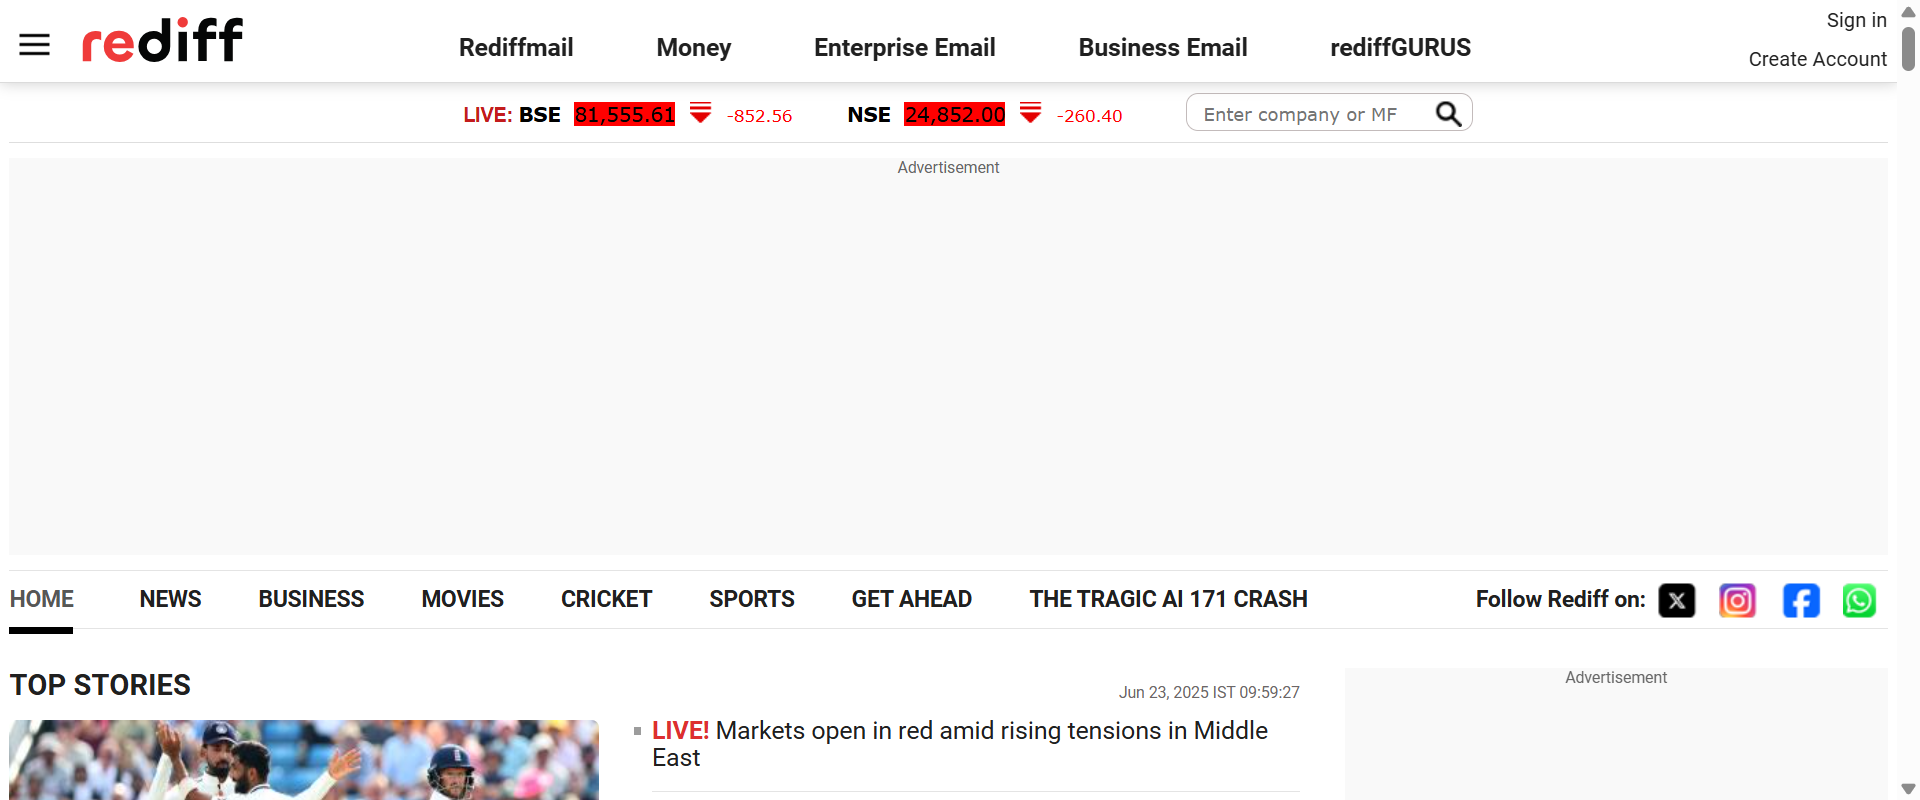 rediff
Rediffmail Money Enterprise Email Business Email rediffGURUS
Sign in
Create Account
LIVE: BSE 81,555.61 -852.56 NSE 24,852.00 -260.40 Enter company or MF
Advertisement
HOME NEWS BUSINESS MOVIES CRICKET SPORTS GET AHEAD THE TRAGIC AI 171 CRASH Follow Rediff on:
TOP STORIES
Jun 23, 2025 IST 09:59:27
LIVE! Markets open in red amid rising tensions in Middle
East
Advertisement